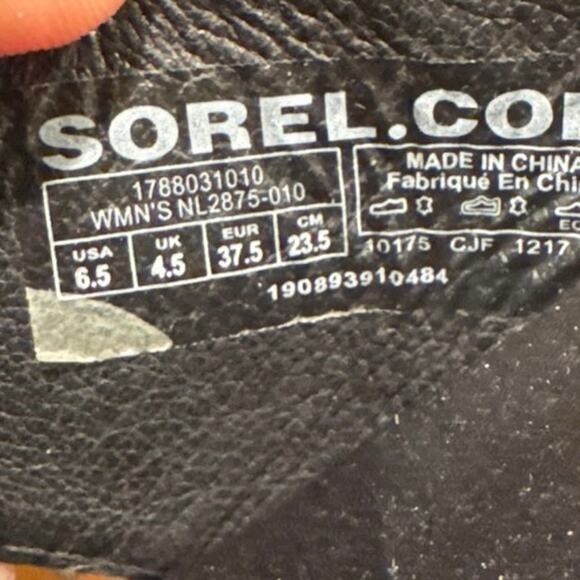 SOREL.CO
1788031010
WMN'S NL2875-010
USA UK EUR CM
6.5 4.5 37.5 23.5
MADE IN CHINA
Fabriqué En Chi
EC
10175 CJF 1217
190893910484